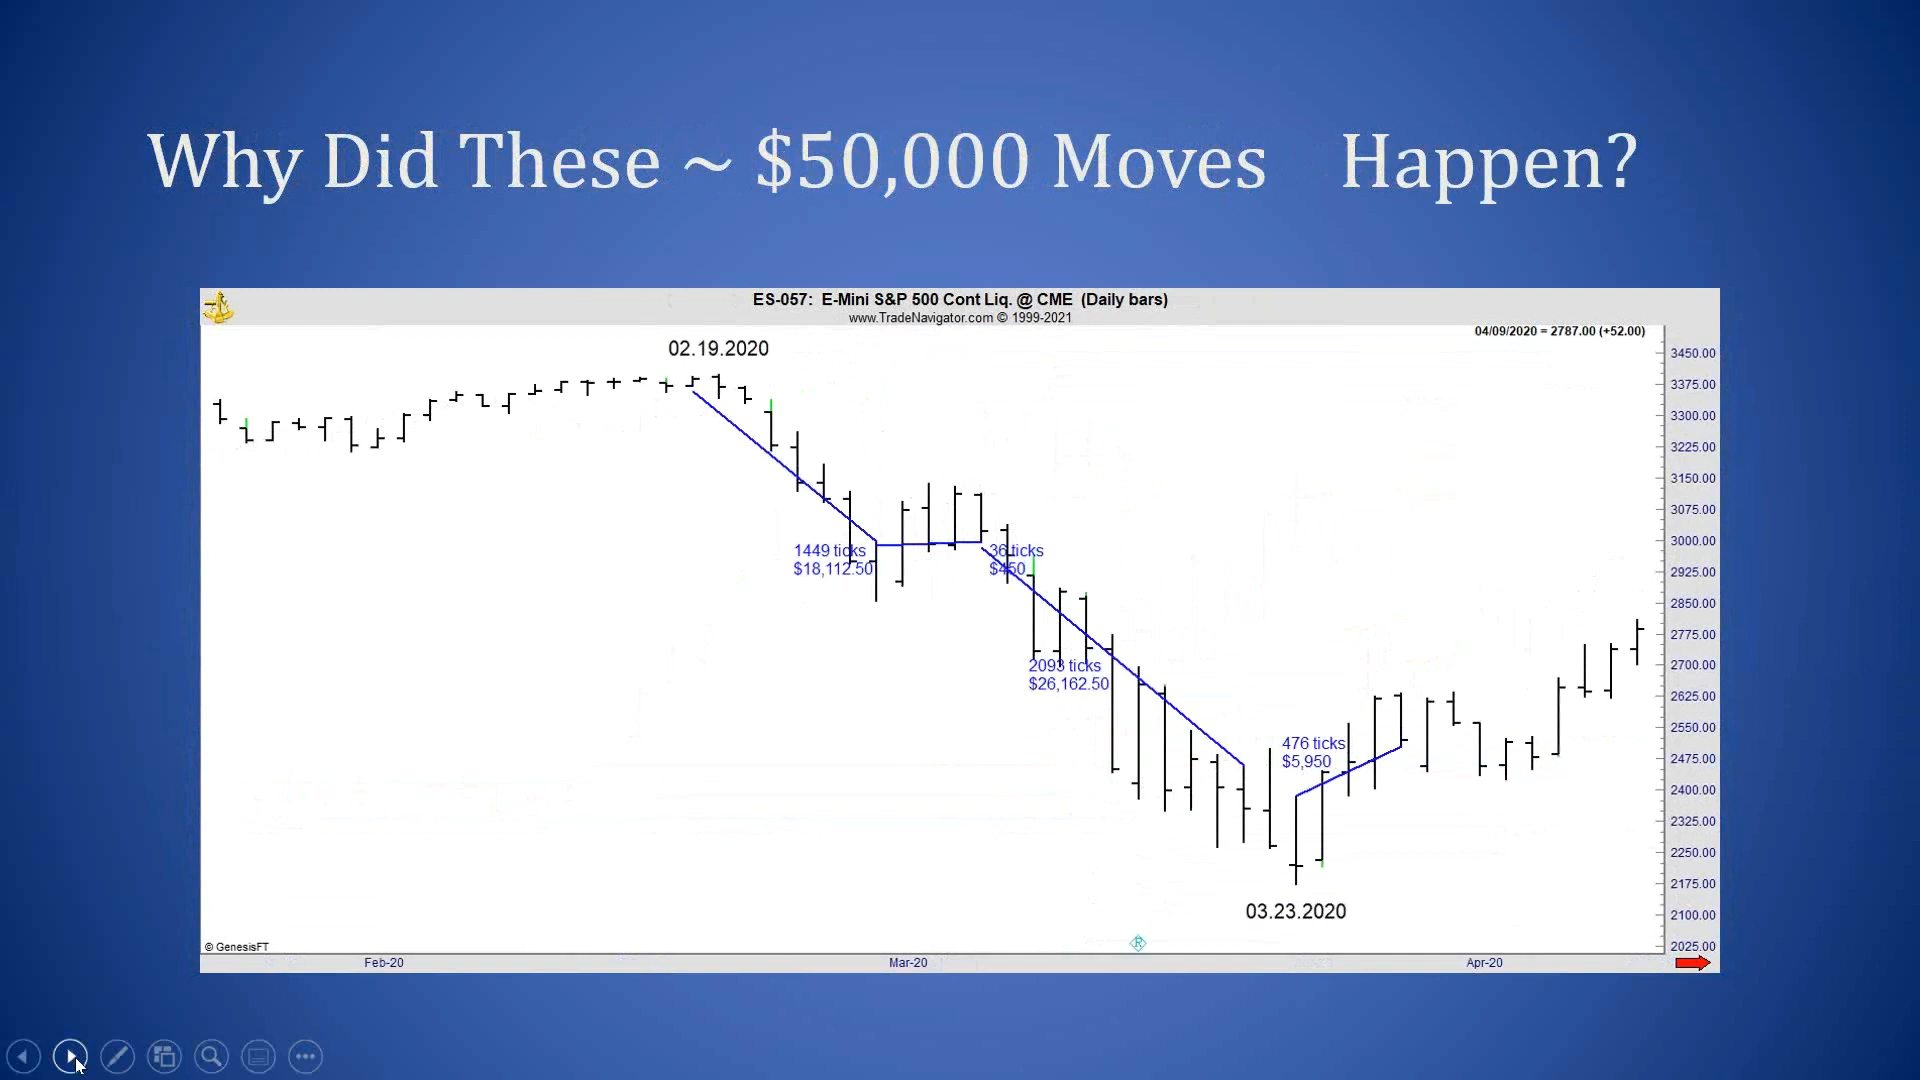 Why Did These ~ $50,000 Moves Happen?
ES-057: E-Mini S&P 500 Cont Liq. @ CME (Daily bars)
www.TradeNavigator.com © 1999-2021
04/09/2020 = 2787.00 (+52.00)
02.19.2020
3450.00
3375.00
3300.00
3225.00
3150.00
3075.00
3000.00
2925.00
2850.00
2775.00
2700.00
2625.00
2550.00
2475.00
2400.00
2325.00
2250.00
2175.00
2100.00
2025.00
1449 ticks
$18,112.50
36 ticks
$450
2093 ticks
$26,162.50
476 ticks
$5,950
03.23.2020
R
© GenesisFT
Feb-20
Mar-20
Apr-20